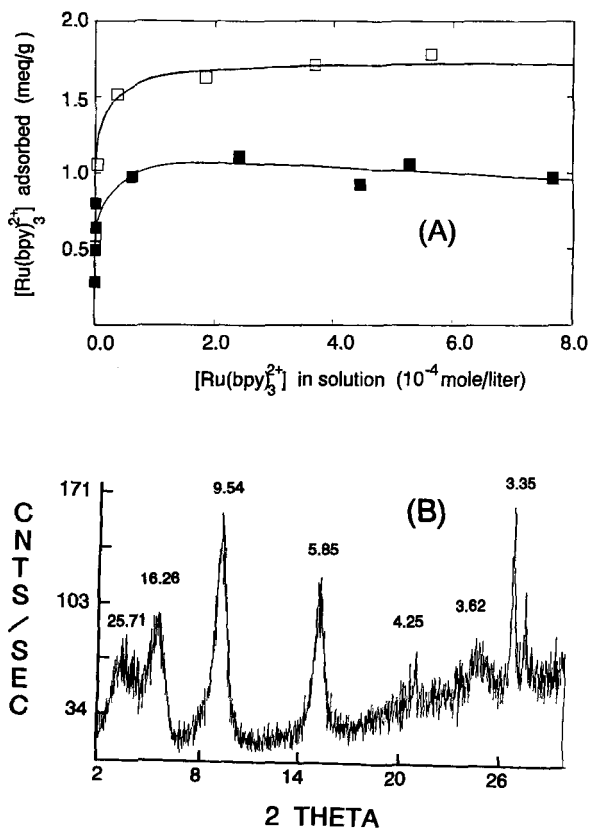 2.0
1.5
1.0
0.5
[Ru(bpy)3^2+] adsorbed (meq/g)
(A)
0.0 2.0 4.0 6.0 8.0
[Ru(bpy)3^2+] in solution (10^-4 mole/liter)
171
103
34
CNTS/SEC
25.71
16.26
9.54
5.85
4.25
3.62
3.35
(B)
2 8 14 20 26
2 THETA